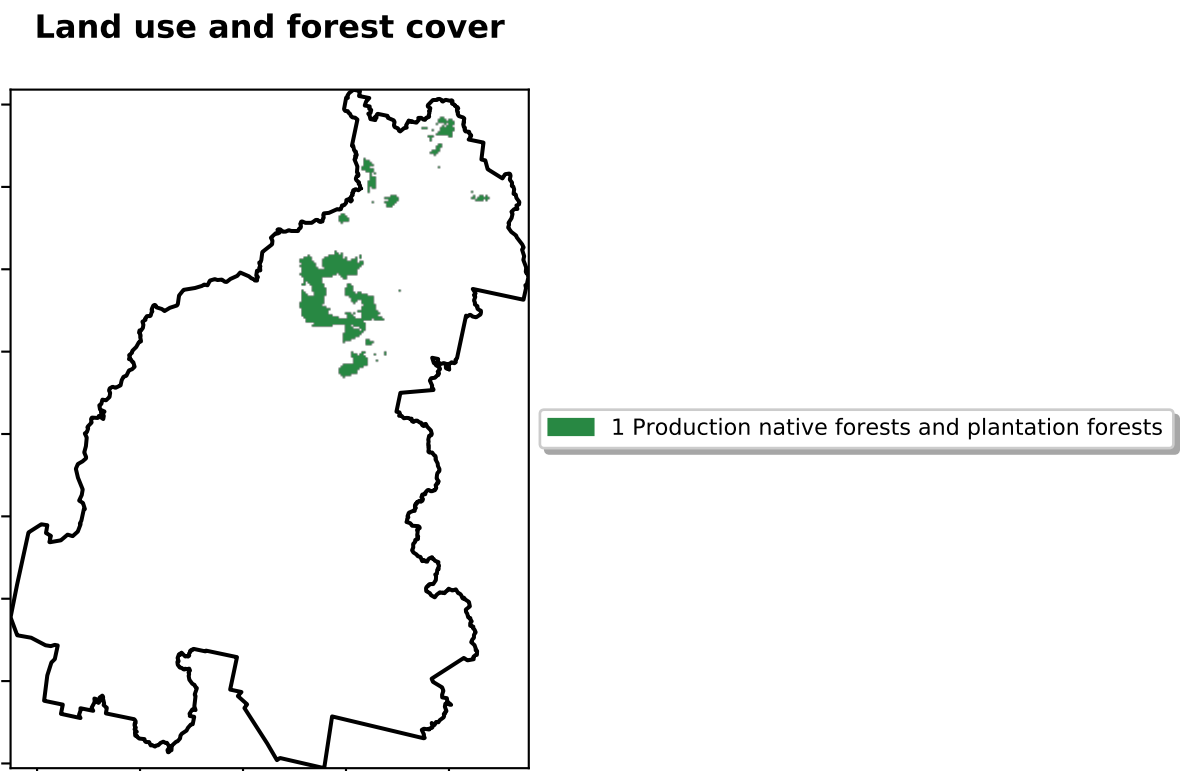 Land use and forest cover
1 Production native forests and plantation forests